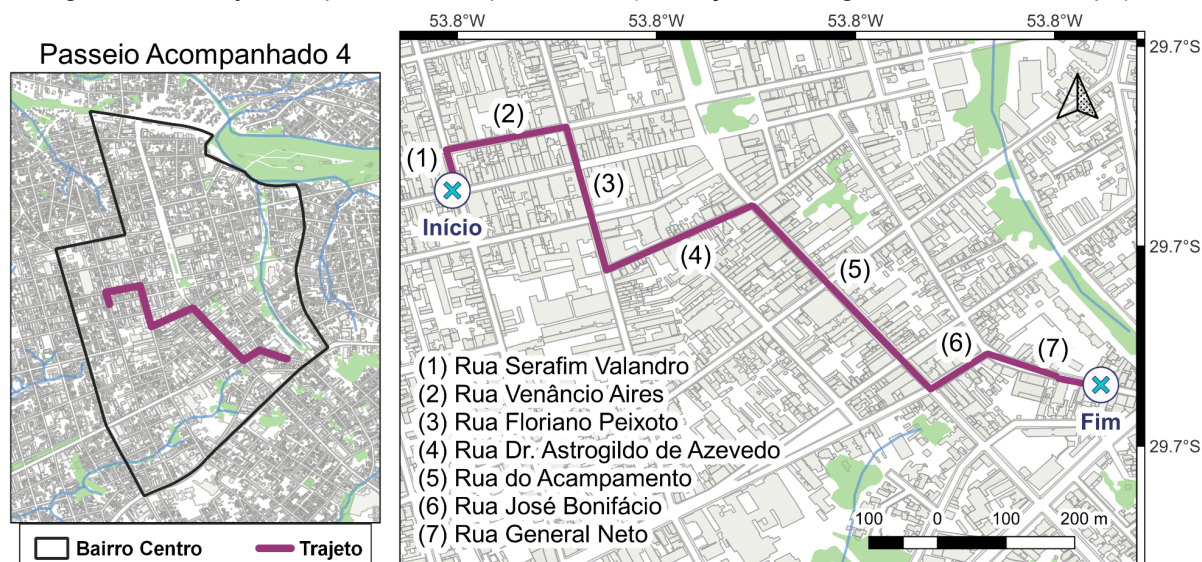 Passeio Acompanhado 4
Bairro Centro
Trajeto
53.8°W 53.8°W 53.8°W 53.8°W
29.7°S
29.7°S
29.7°S
(1)
(2)
(3)
(4)
(5)
(6)
(7)
Início
Fim
(1) Rua Serafim Valandro
(2) Rua Venâncio Aires
(3) Rua Floriano Peixoto
(4) Rua Dr. Astrogildo de Azevedo
(5) Rua do Acampamento
(6) Rua José Bonifácio
(7) Rua General Neto
100 0 100 200 m